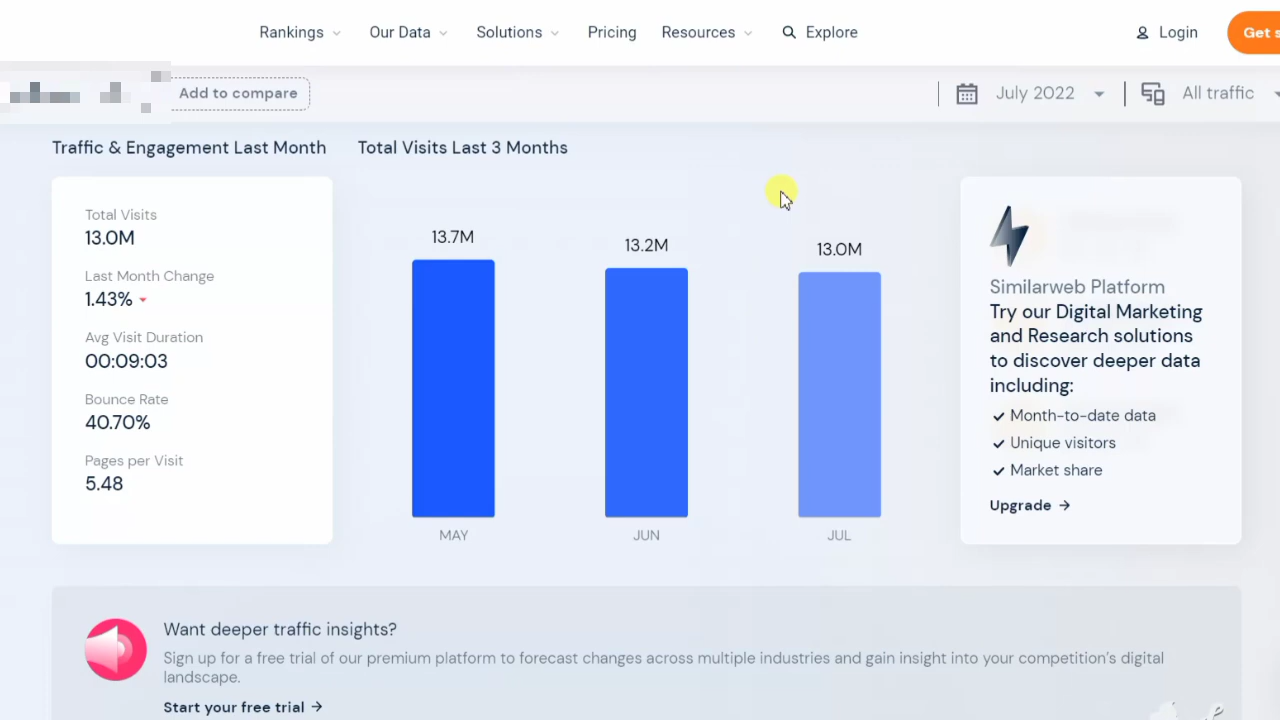 Rankings Our Data Solutions Pricing Resources Explore Login Get s
Add to compare July 2022 All traffic
Traffic & Engagement Last Month
Total Visits
13.0M
Last Month Change
1.43%
Avg Visit Duration
00:09:03
Bounce Rate
40.70%
Pages per Visit
5.48
Total Visits Last 3 Months
13.7M 13.2M 13.0M
MAY JUN JUL
Similarweb Platform
Try our Digital Marketing
and Research solutions
to discover deeper data
including:
Month-to-date data
Unique visitors
Market share
Upgrade →
Want deeper traffic insights?
Sign up for a free trial of our premium platform to forecast changes across multiple industries and gain insight into your competition's digital
landscape.
Start your free trial →